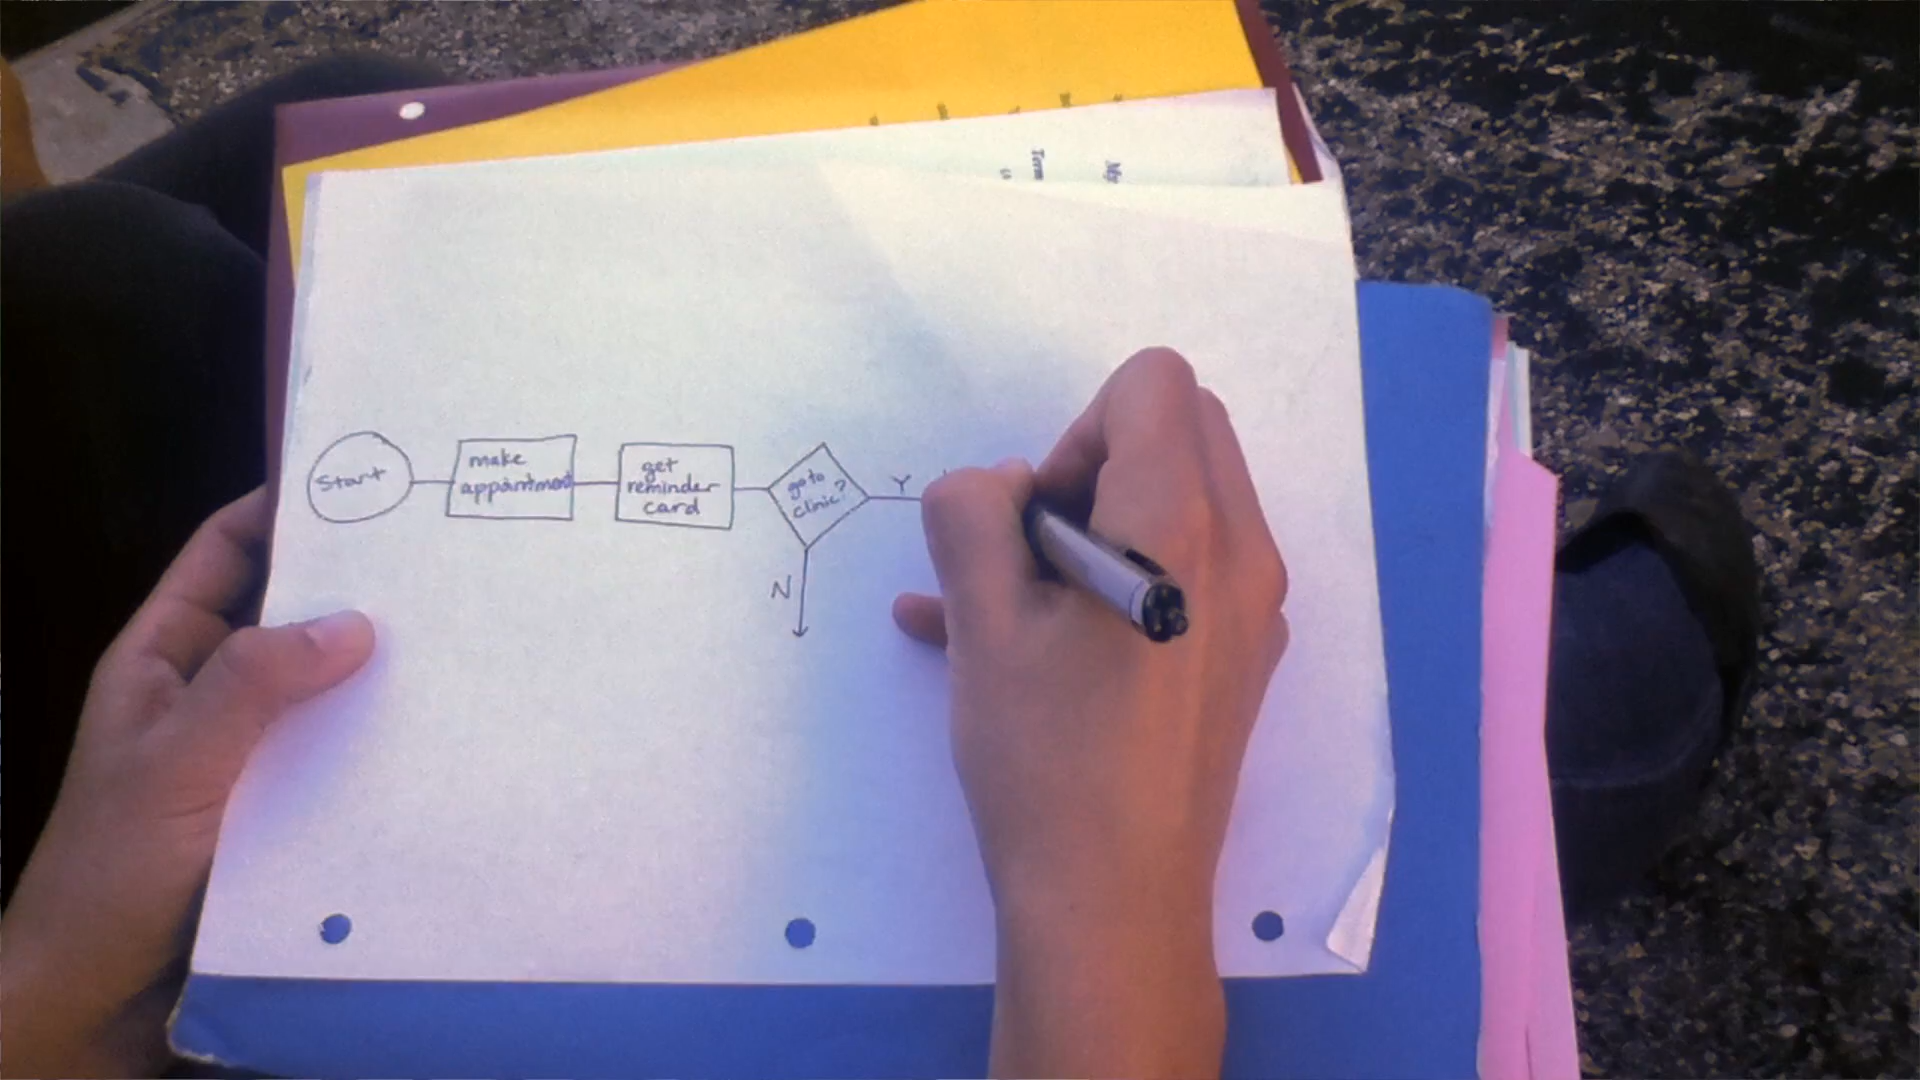 Start
make
appointment
get
reminder
card
go to
clinic?
Y
N